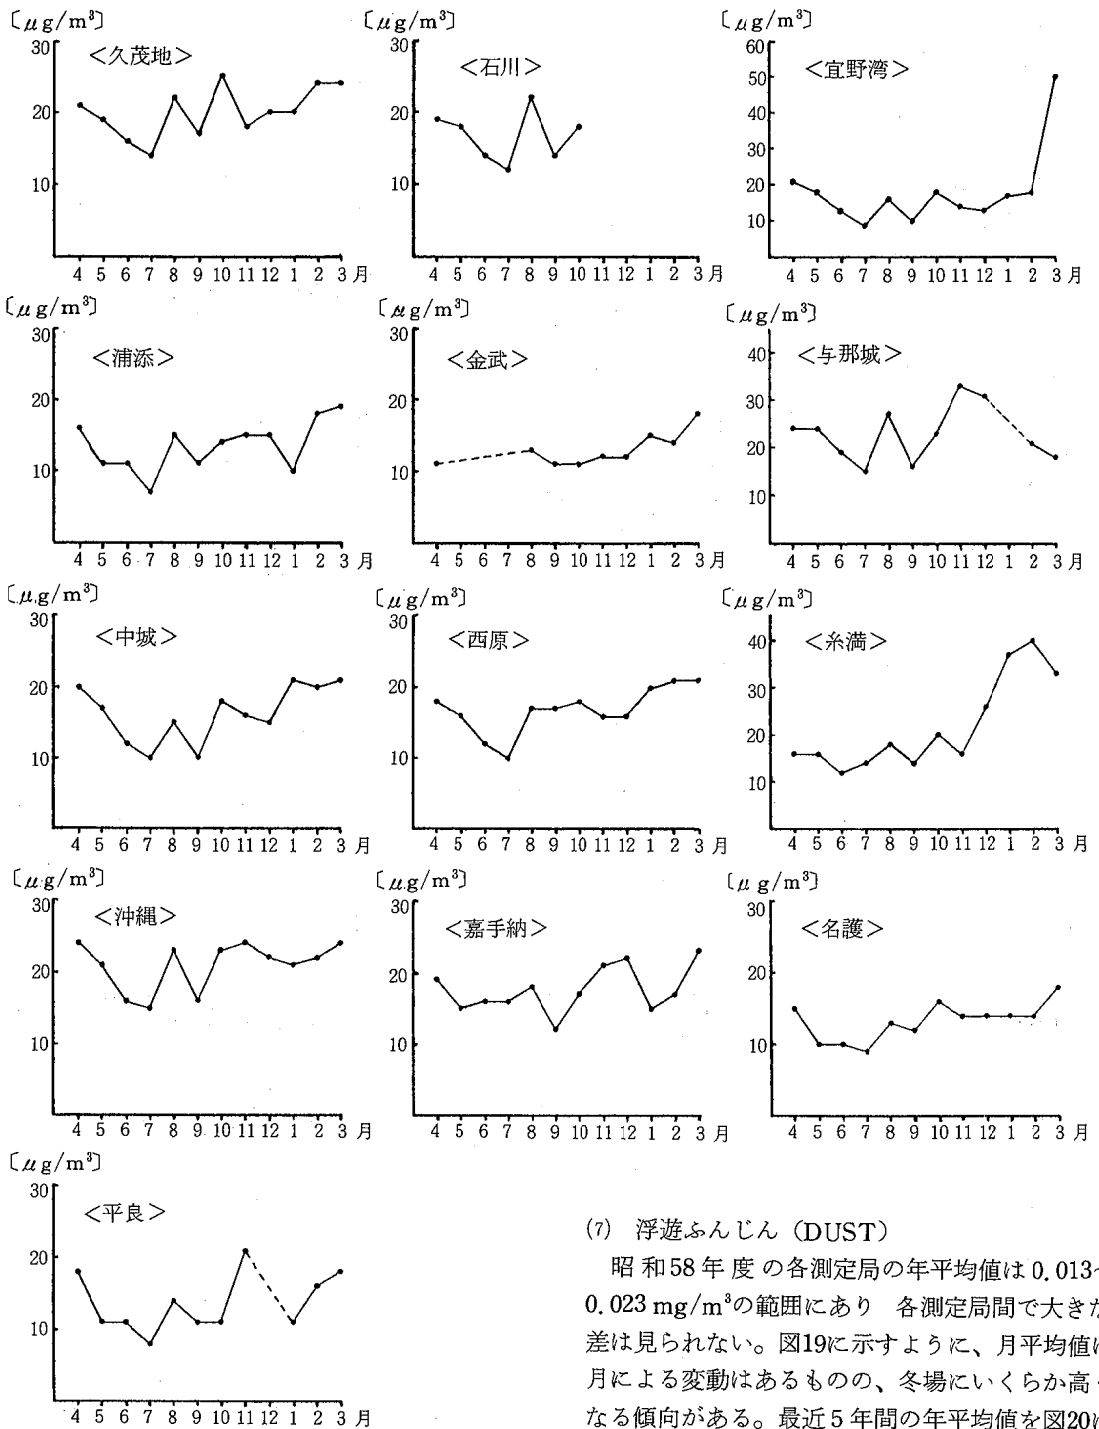 〔μg/m³〕
<久茂地>
30
20
10
4 5 6 7 8 9 10 11 12 1 2 3 月
〔μg/m³〕
<石川>
30
20
10
4 5 6 7 8 9 10 11 12 1 2 3 月
〔μg/m³〕
<宜野湾>
60
50
40
30
20
10
4 5 6 7 8 9 10 11 12 1 2 3 月
〔μg/m³〕
<浦添>
30
20
10
4 5 6 7 8 9 10 11 12 1 2 3 月
〔μg/m³〕
<金武>
30
20
10
4 5 6 7 8 9 10 11 12 1 2 3 月
〔μg/m³〕
<与那城>
40
30
20
10
4 5 6 7 8 9 10 11 12 1 2 3 月
〔μg/m³〕
<中城>
30
20
10
4 5 6 7 8 9 10 11 12 1 2 3 月
〔μg/m³〕
<西原>
30
20
10
4 5 6 7 8 9 10 11 12 1 2 3 月
〔μg/m³〕
<糸満>
40
30
20
10
4 5 6 7 8 9 10 11 12 1 2 3 月
〔μg/m³〕
<沖縄>
30
20
10
4 5 6 7 8 9 10 11 12 1 2 3 月
〔μg/m³〕
<嘉手納>
30
20
10
4 5 6 7 8 9 10 11 12 1 2 3 月
〔μg/m³〕
<名護>
30
20
10
4 5 6 7 8 9 10 11 12 1 2 3 月
〔μg/m³〕
<平良>
30
20
10
4 5 6 7 8 9 10 11 12 1 2 3 月
(7) 浮遊ふんじん（DUST）
昭和58年度の各測定局の年平均値は0.013~
0.023 mg/m³の範囲にあり 各測定局間で大きな
差は見られない。図19に示すように、月平均値は
月による変動はあるものの、冬場にいくらか高く
なる傾向がある。最近5年間の年平均値を図20に